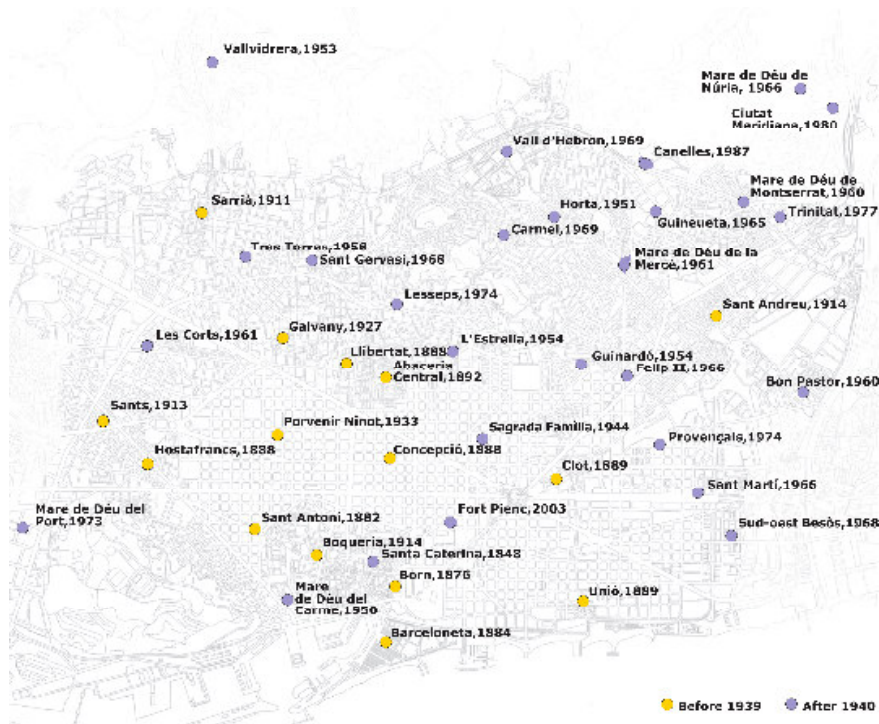 Vallvidrera,1953
Mare de Déu de
Núria, 1966
Ciutat
Meridiana,1980
Vall d'Hebron,1969
Canelles,1987
Mare de Déu de
Montserrat,1960
Sarrià,1911
Horta,1951
Guineueta,1965
Trinitat,1977
Carmel,1969
Tres Torres,1958
Sant Gervasi,1968
Mare de Déu de la
Mercè,1961
Lesseps,1974
Sant Andreu,1914
Les Corts,1961
Galvany,1927
L'Estrella,1954
Llibertat,1888
Guinardó,1954
Abaceria
Central,1892
Felip II,1966
Bon Pastor,1960
Sants,1913
Porvenir Ninot,1933
Sagrada Familia,1944
Provençals,1974
Hostafrancs,1888
Concepció,1888
Clot,1889
Sant Martí,1966
Mare de Déu del
Port,1973
Sant Antoni,1882
Fort Pienc,2003
Sud-oest Besòs,1968
Boqueria,1914
Santa Caterina,1848
Born,1876
Mare
de Déu del
Carme,1950
Unió,1889
Barceloneta,1884
Before 1939
After 1940